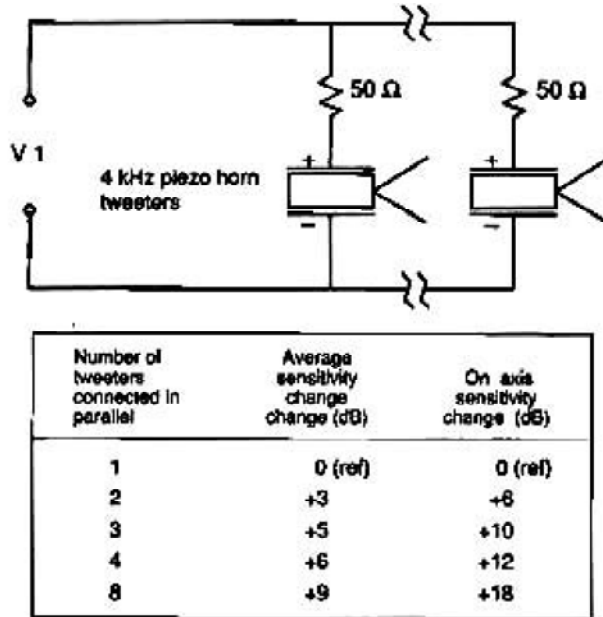 50 Ω
50 Ω
V 1
+
+
4 kHz piezo horn
tweeters
−
−
Number of
tweeters
connected in
parallel
Average
sensitivity
change
change (dB)
On axis
sensitivity
change (dB)
1 0 (ref) 0 (ref)
2 +3 +6
3 +5 +10
4 +6 +12
8 +9 +18